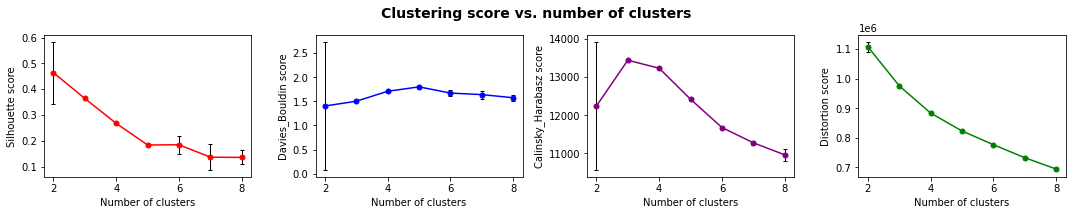 Clustering score vs. number of clusters
Silhouette score
0.6
0.5
0.4
0.3
0.2
0.1
2 4 6 8
Number of clusters
Davies_Bouldin score
2.5
2.0
1.5
1.0
0.5
0.0
2 4 6 8
Number of clusters
Calinsky_Harabasz score
14000
13000
12000
11000
2 4 6 8
Number of clusters
1e6
Distortion score
1.1
1.0
0.9
0.8
0.7
2 4 6 8
Number of clusters